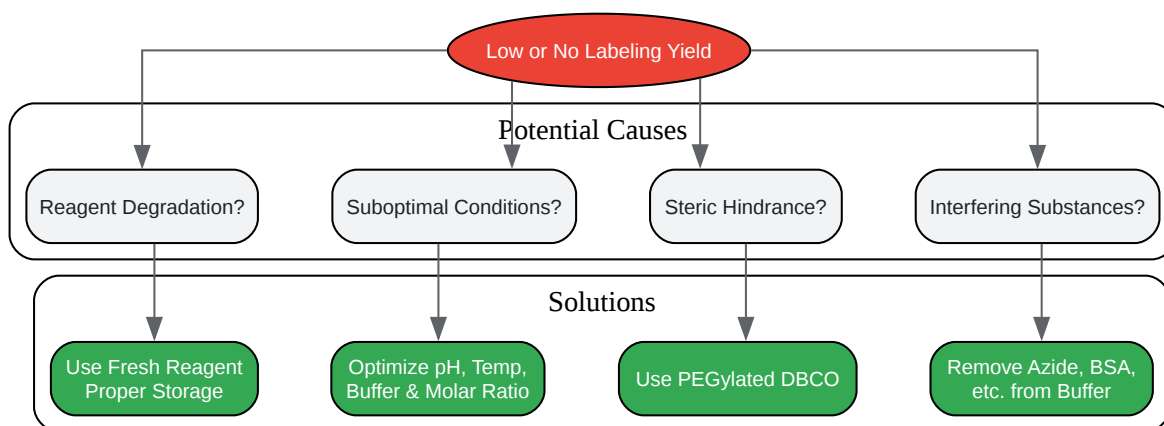 Low or No Labeling Yield
Potential Causes
Reagent Degradation?
Suboptimal Conditions?
Steric Hindrance?
Interfering Substances?
Solutions
Use Fresh Reagent
Proper Storage
Optimize pH, Temp,
Buffer & Molar Ratio
Use PEGylated DBCO
Remove Azide, BSA,
etc. from Buffer